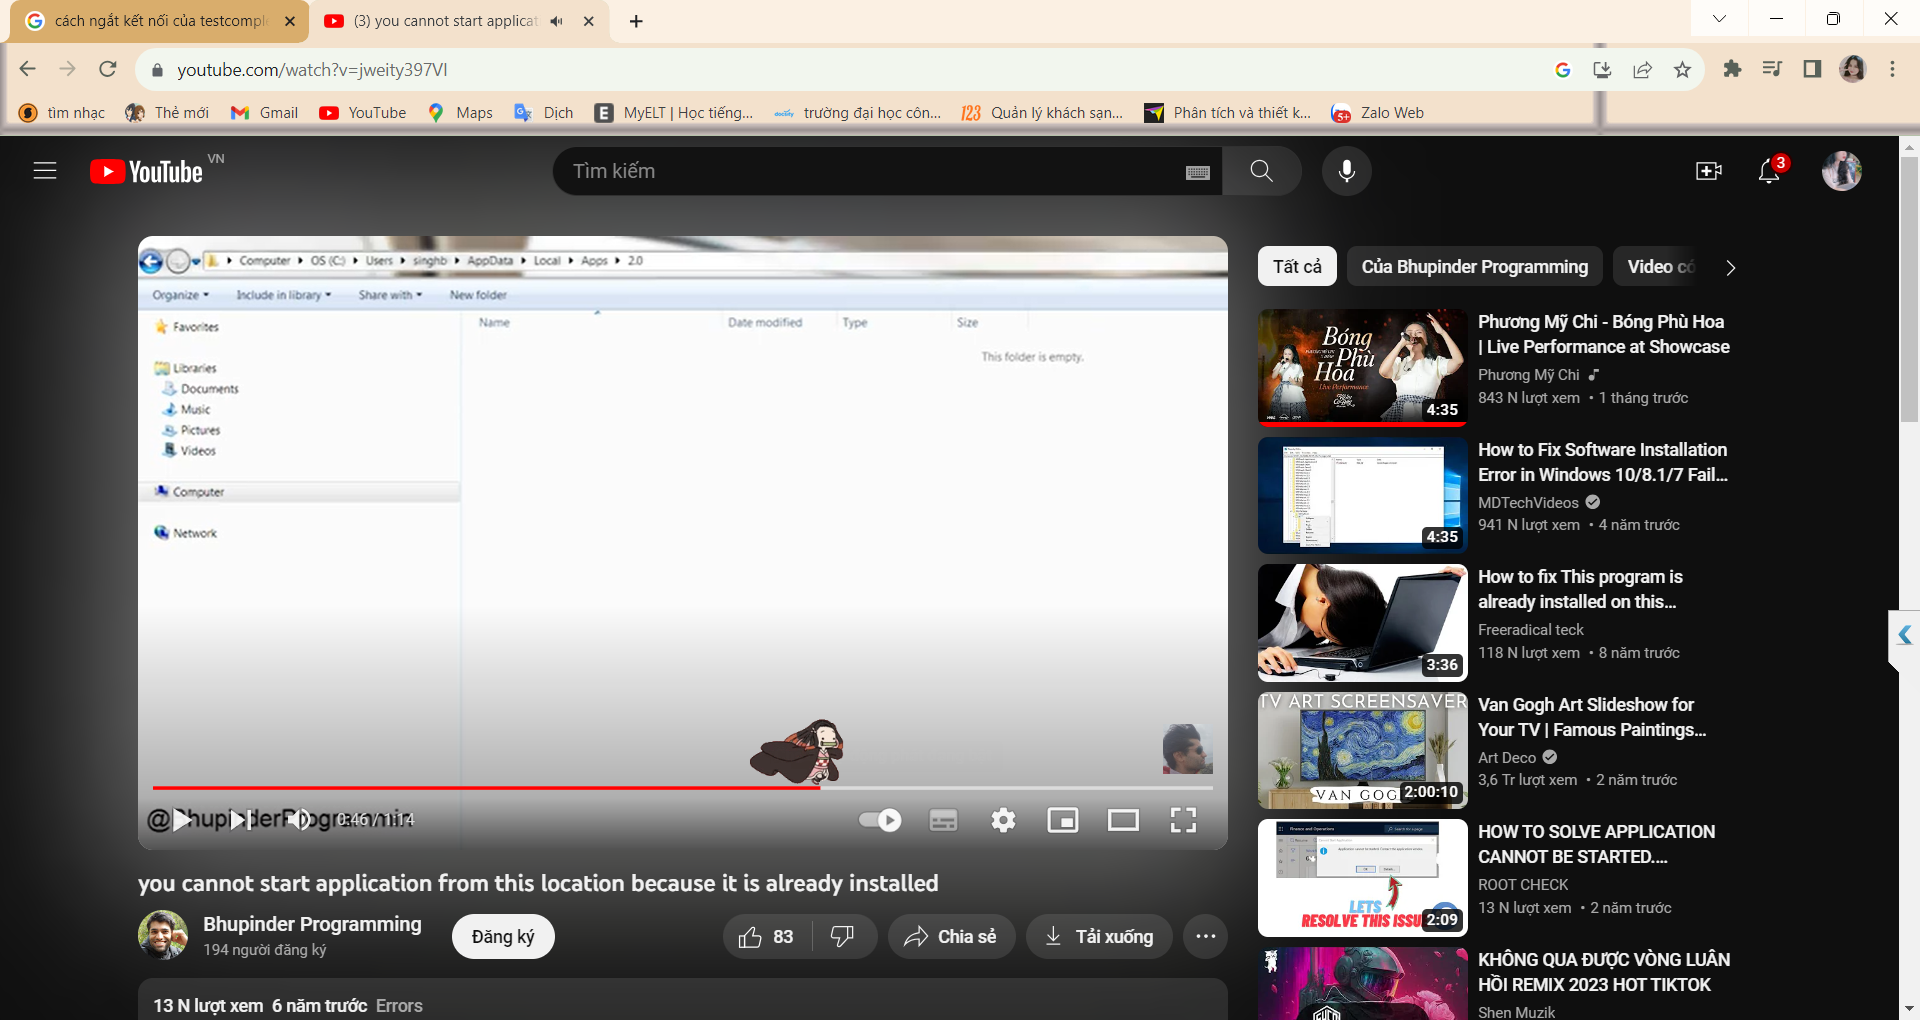 cách ngắt kết nối của testcomple
(3) you cannot start applicat
youtube.com/watch?v=jweity397VI
tìm nhạc
Thẻ mới
Gmail
YouTube
Maps
Dịch
MyELT | Học tiếng...
trường đại học côn...
123 Quản lý khách sạn...
Phân tích và thiết k...
Zalo Web
YouTube VN
Tìm kiếm
3
Computer OS (C:) Users singhb AppData Local Apps 2.0
Organize Include in library Share with New folder
Name Date modified Type Size
This folder is empty.
Favorites
Libraries
Documents
Music
Pictures
Videos
Computer
Network
0:46 / 1:14
you cannot start application from this location because it is already installed
Bhupinder Programming
194 người đăng ký
Đăng ký
83
Chia sẻ
Tải xuống
13 N lượt xem 6 năm trước Errors
Tất cả
Của Bhupinder Programming
Video có
Bóng
Phù
Hoa
Live Performance
4:35
Phương Mỹ Chi - Bóng Phù Hoa
| Live Performance at Showcase
Phương Mỹ Chi
843 N lượt xem • 1 tháng trước
4:35
How to Fix Software Installation
Error in Windows 10/8.1/7 Fail...
MDTechVideos
941 N lượt xem • 4 năm trước
3:36
How to fix This program is
already installed on this...
Freeradical teck
118 N lượt xem • 8 năm trước
TV ART SCREENSAVER
VAN GOG
2:00:10
Van Gogh Art Slideshow for
Your TV | Famous Paintings...
Art Deco
3,6 Tr lượt xem • 2 năm trước
Finance and Operations
LETS
RESOLVE THIS ISSU
2:09
HOW TO SOLVE APPLICATION
CANNOT BE STARTED....
ROOT CHECK
13 N lượt xem • 2 năm trước
KHÔNG QUA ĐƯỢC VÒNG LUÂN
HỒI REMIX 2023 HOT TIKTOK
Shen Muzik